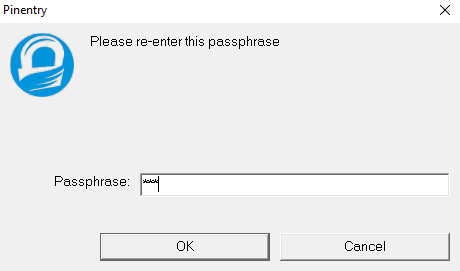 Pinentry
Please re-enter this passphrase
Passphrase: ***
OK
Cancel